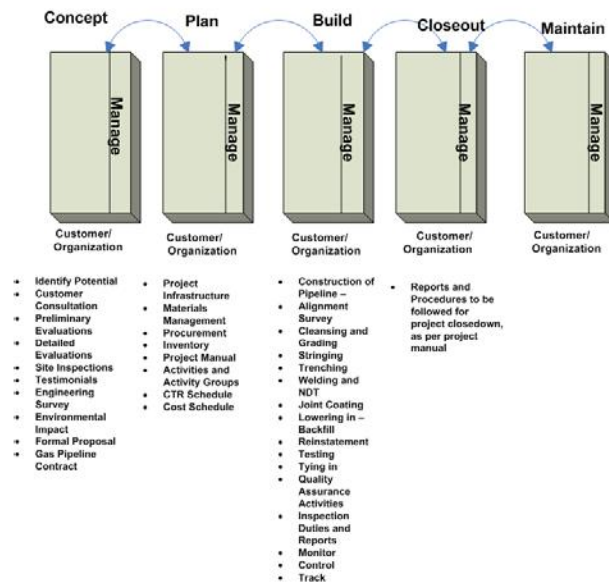 Concept
Plan
Build
Closeout
Maintain
Manage
Manage
Manage
Manage
Manage
Customer/
Organization
Customer/
Organization
Customer/
Organization
Customer/
Organization
Customer/
Organization
• Identify Potential
• Customer
Consultation
• Preliminary
Evaluations
• Detailed
Evaluations
• Site Inspections
• Testimonials
• Engineering
Survey
• Environmental
Impact
• Formal Proposal
• Gas Pipeline
Contract
• Project
Infrastructure
• Materials
Management
• Procurement
• Inventory
• Project Manual
• Activities and
Activity Groups
• CTR Schedule
• Cost Schedule
• Construction of
Pipeline –
• Alignment
Survey
• Cleansing and
Grading
• Stringing
• Trenching
• Welding and
NDT
• Joint Coating
• Lowering in –
Backfill
• Reinstatement
• Testing
• Tying in
• Quality
Assurance
Activities
• Inspection
Duties and
Reports
• Monitor
• Control
• Track
• Reports and
Procedures to be
followed for
project closedown,
as per project
manual